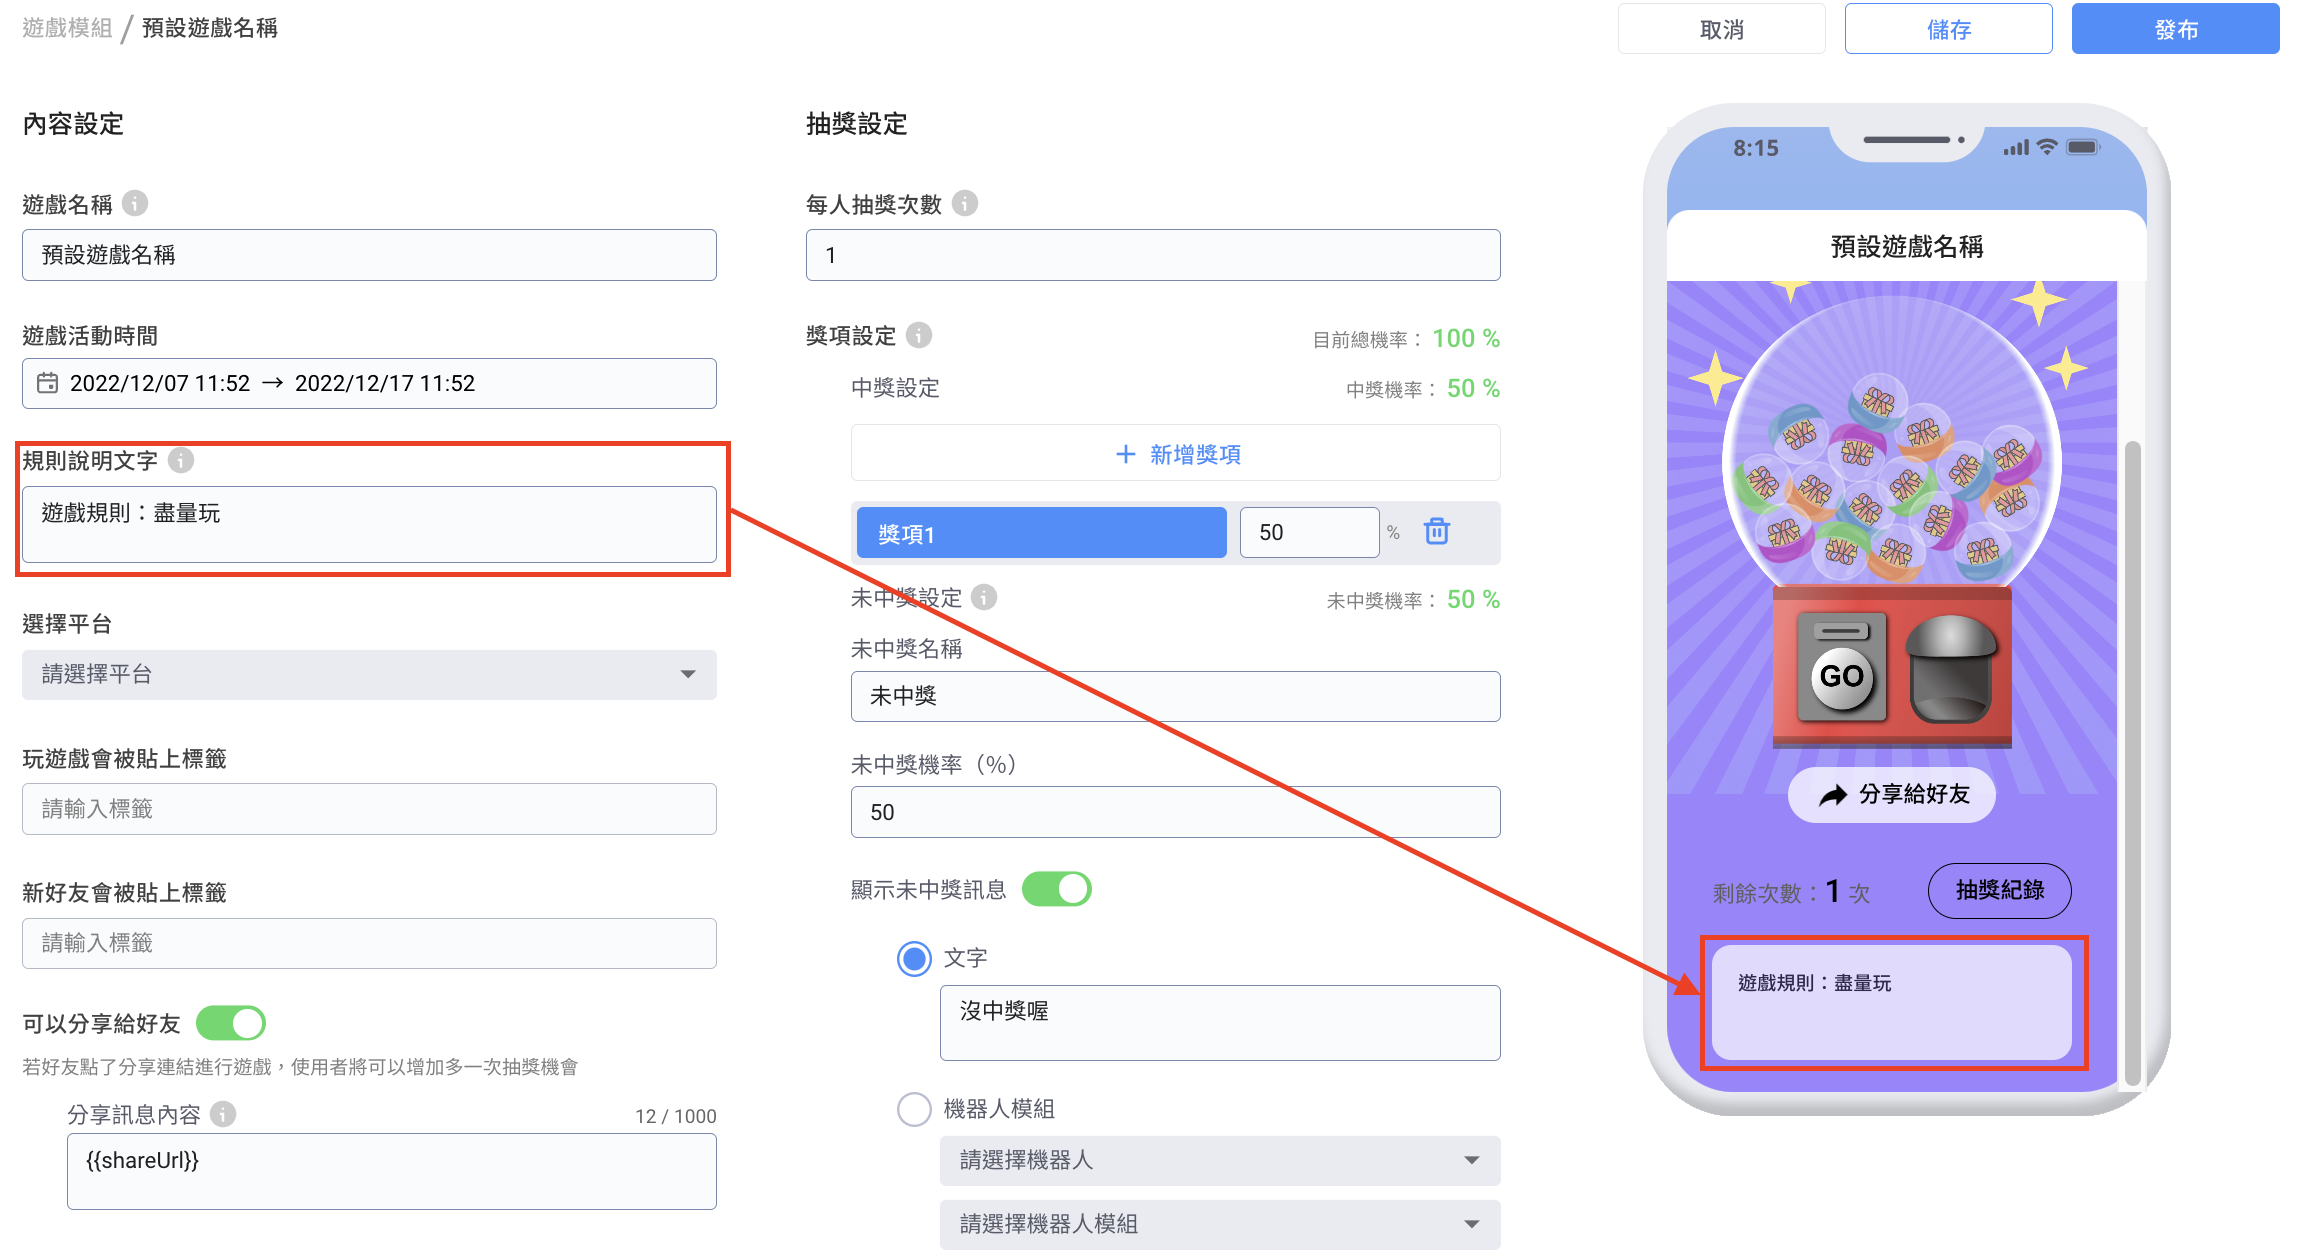 遊戲模組 / 預設遊戲名稱
取消
儲存
發布
內容設定
遊戲名稱
預設遊戲名稱
遊戲活動時間
2022/12/07 11:52 → 2022/12/17 11:52
規則說明文字
遊戲規則：盡量玩
選擇平台
請選擇平台
玩遊戲會被貼上標籤
請輸入標籤
新好友會被貼上標籤
請輸入標籤
可以分享給好友
若好友點了分享連結進行遊戲，使用者將可以增加多一次抽獎機會
分享訊息內容
12 / 1000
{{shareUrl}}
抽獎設定
每人抽獎次數
1
獎項設定
目前總機率： 100 %
中獎設定
中獎機率： 50 %
+ 新增獎項
獎項1
50
%
未中獎設定
未中獎機率： 50 %
未中獎名稱
未中獎
未中獎機率（%）
50
顯示未中獎訊息
文字
沒中獎喔
機器人模組
請選擇機器人
請選擇機器人模組
8:15
預設遊戲名稱
GO
分享給好友
剩餘次數：1 次
抽獎紀錄
遊戲規則：盡量玩